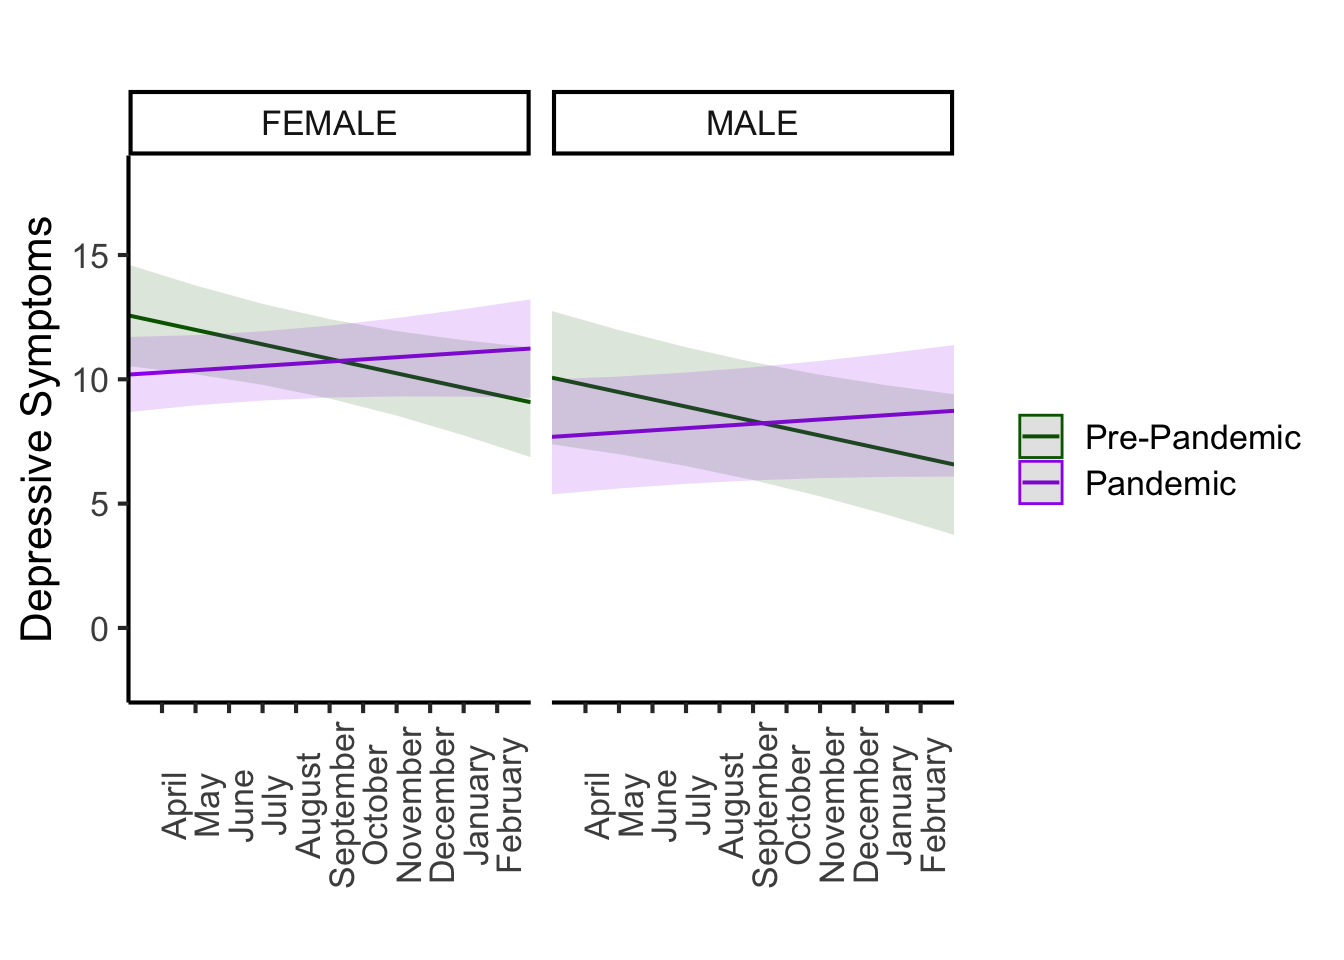 FEMALE
MALE
Depressive Symptoms
15
10
5
0
April
May
June
July
August
September
October
November
December
January
February
April
May
June
July
August
September
October
November
December
January
February
Pre-Pandemic
Pandemic